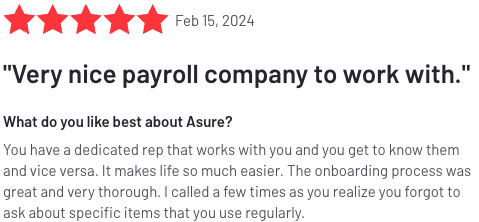 Feb 15, 2024
"Very nice payroll company to work with."
What do you like best about Asure?
You have a dedicated rep that works with you and you get to know them
and vice versa. It makes life so much easier. The onboarding process was
great and very thorough. I called a few times as you realize you forgot to
ask about specific items that you use regularly.